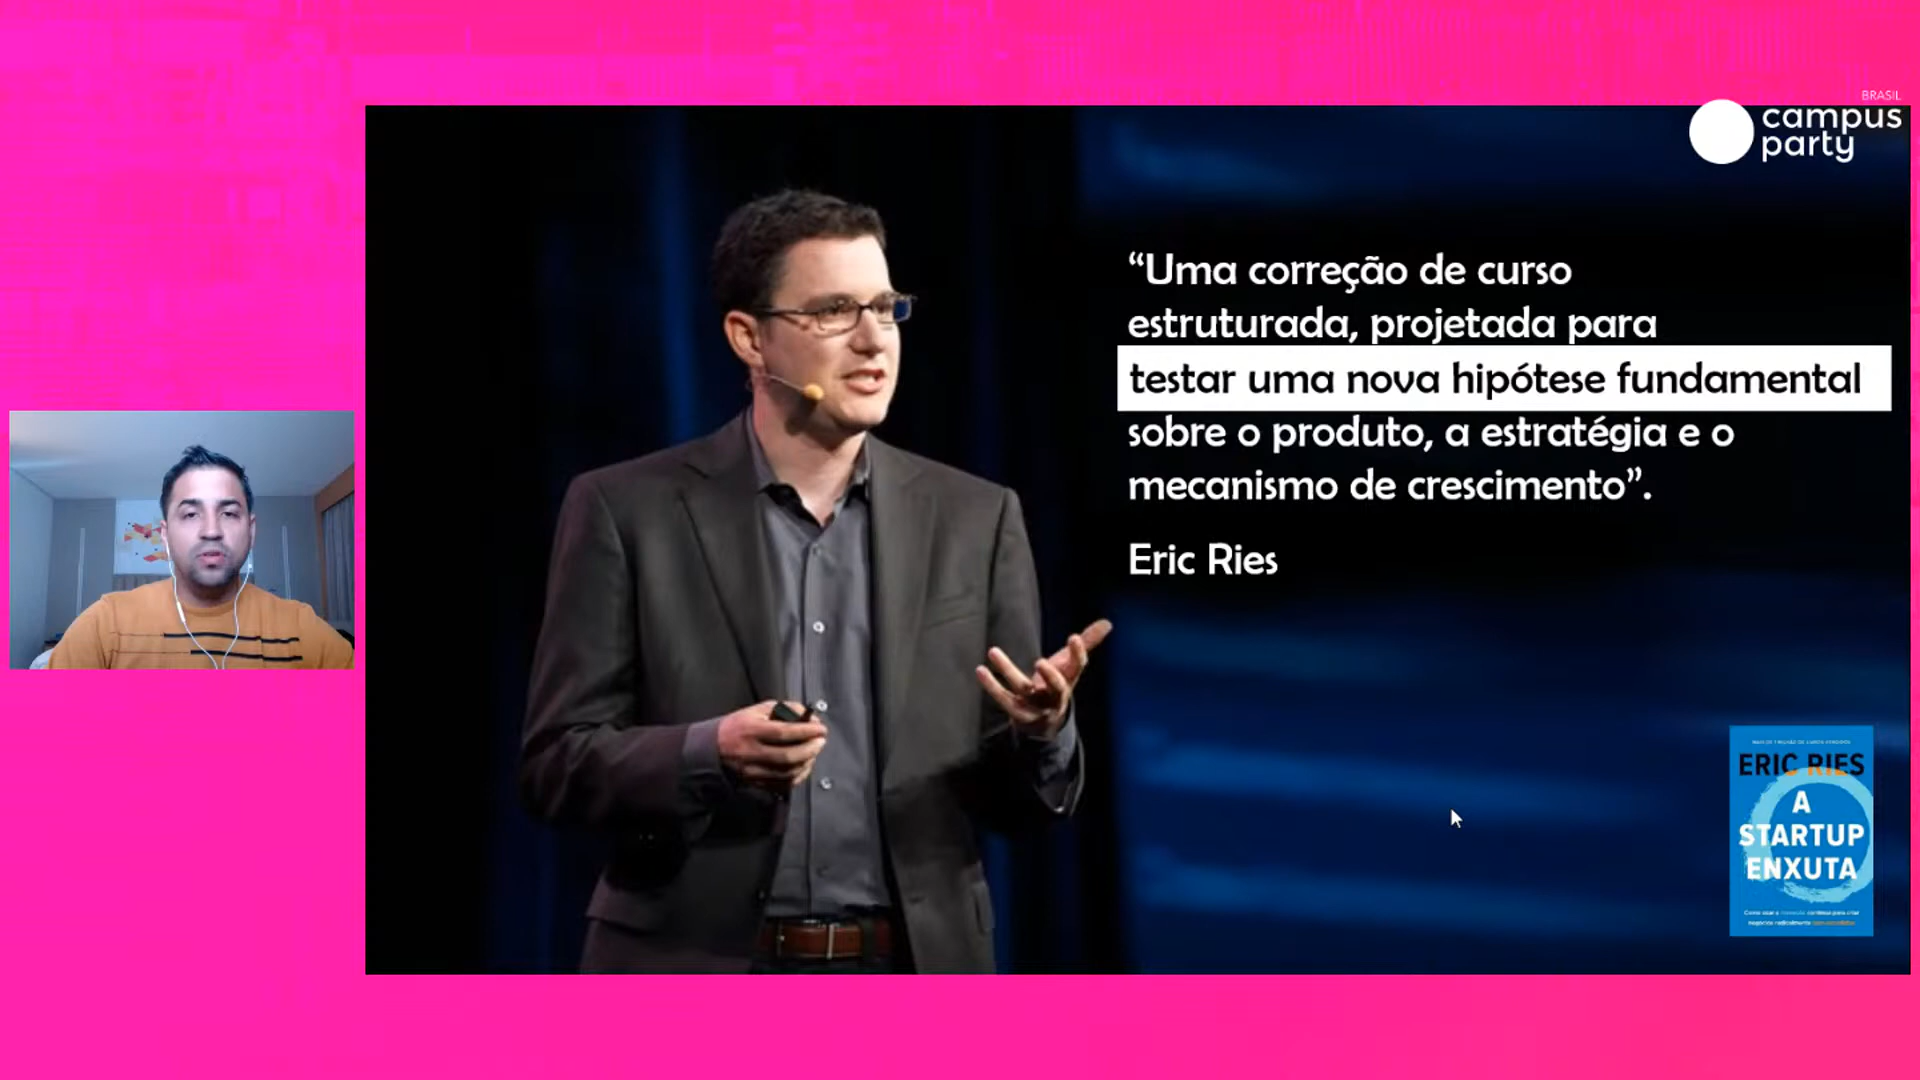 BRASIL
campus
party
“Uma correção de curso
estruturada, projetada para
testar uma nova hipótese fundamental
sobre o produto, a estratégia e o
mecanismo de crescimento”.
Eric Ries
ERIC RIES
A
STARTUP
ENXUTA